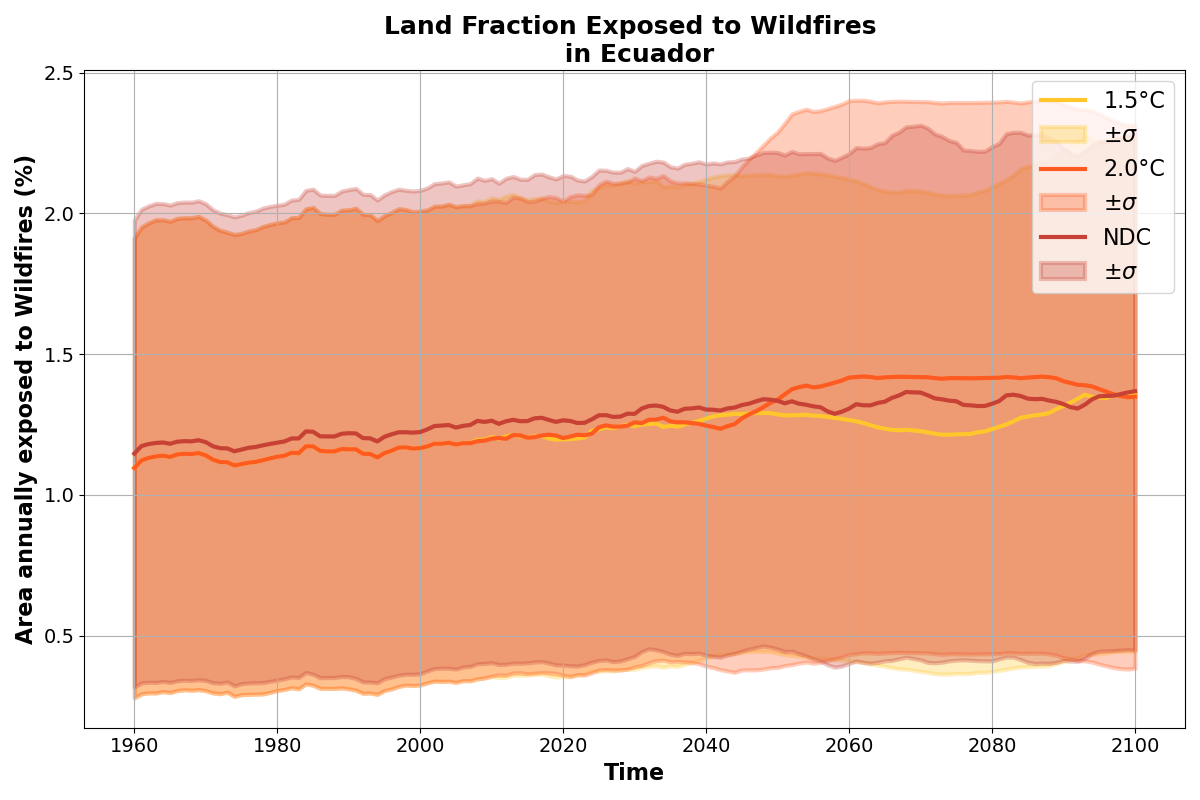 Land Fraction Exposed to Wildfires
in Ecuador
Area annually exposed to Wildfires (%)
2.5
2.0
1.5
1.0
0.5
1.5°C
±σ
2.0°C
±σ
NDC
±σ
1960
1980
2000
2020
2040
2060
2080
2100
Time